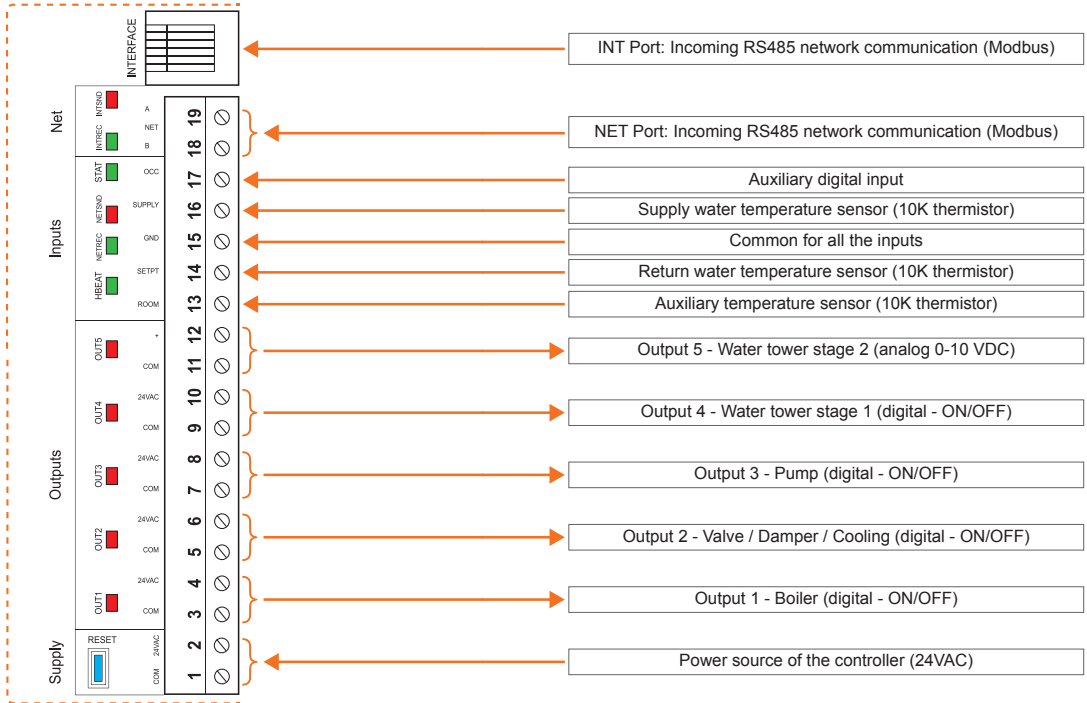 INTERFACE
INT Port: Incoming RS485 network communication (Modbus)
Net
INTSND
INTREC
A
NET
B
19
18
NET Port: Incoming RS485 network communication (Modbus)
Inputs
STAT
NETSND
NETREC
HBEAT
OCC
17
Auxiliary digital input
SUPPLY
16
Supply water temperature sensor (10K thermistor)
GND
15
Common for all the inputs
SETPT
14
Return water temperature sensor (10K thermistor)
ROOM
13
Auxiliary temperature sensor (10K thermistor)
Outputs
OUT5
+
COM
12
11
Output 5 - Water tower stage 2 (analog 0-10 VDC)
OUT4
24VAC
COM
10
9
Output 4 - Water tower stage 1 (digital - ON/OFF)
OUT3
24VAC
COM
8
7
Output 3 - Pump (digital - ON/OFF)
OUT2
24VAC
COM
6
5
Output 2 - Valve / Damper / Cooling (digital - ON/OFF)
OUT1
24VAC
COM
4
3
Output 1 - Boiler (digital - ON/OFF)
Supply
RESET
24VAC
COM
2
1
Power source of the controller (24VAC)